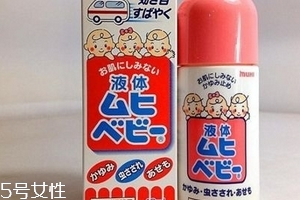 効き目
すばやく
お肌にしみない
液体
ムヒ
ベビー
かゆみ
虫さされ
あせも
お肌にしみない
かゆみ止め
液体
ムヒ
ベビー
かゆみ・虫さされ・あせも
5号女性